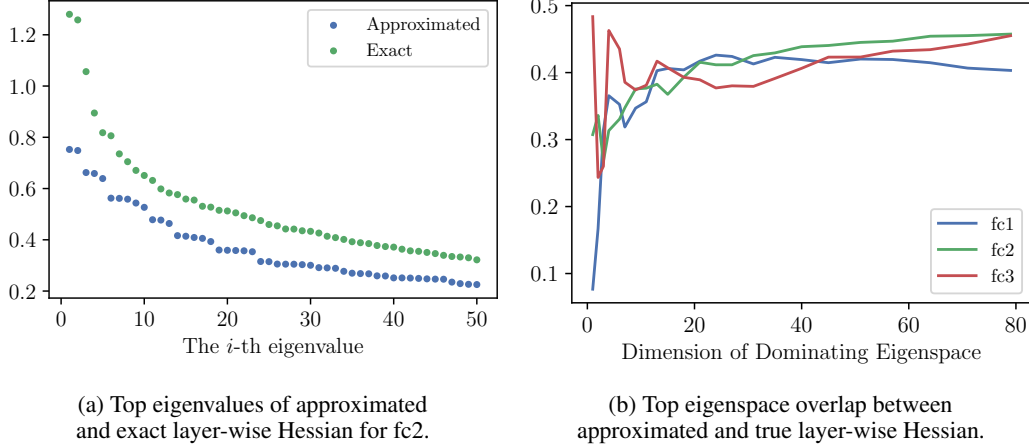 1.2
1.0
0.8
0.6
0.4
0.2
0
10
20
30
40
50
Approximated
Exact
The i-th eigenvalue
0.5
0.4
0.3
0.2
0.1
0
20
40
60
80
fc1
fc2
fc3
Dimension of Dominating Eigenspace
(a) Top eigenvalues of approximated
and exact layer-wise Hessian for fc2.
(b) Top eigenspace overlap between
approximated and true layer-wise Hessian.